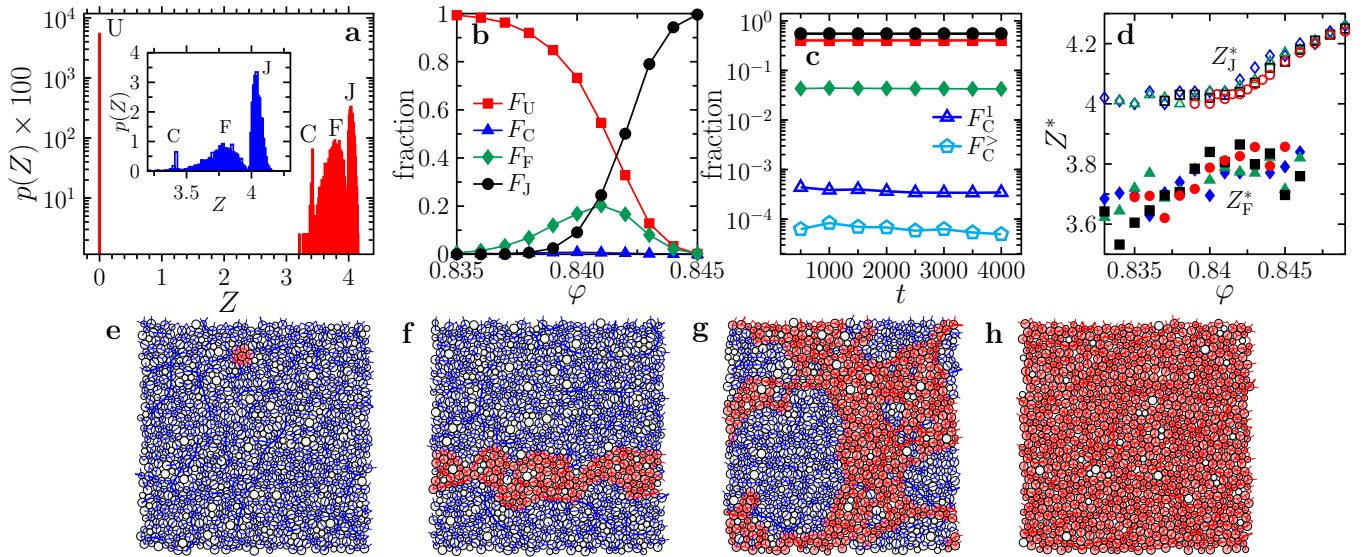 a
U
C
F
J
p(Z) × 100
10^4
10^3
10^2
10^1
0
1
2
3
4
Z
p(Z)
4
3
2
1
0
C
F
J
3.5
4
Z
b
fraction
1
0.8
0.6
0.4
0.2
0
F_U
F_C
F_F
F_J
0.835
0.840
0.845
φ
c
fraction
10^0
10^-1
10^-2
10^-3
10^-4
F_C^1
F_C^>
1000
2000
3000
4000
t
d
Z*
4.2
4
3.8
3.6
Z_J^*
Z_F^*
0.835
0.84
0.845
φ
e
f
g
h